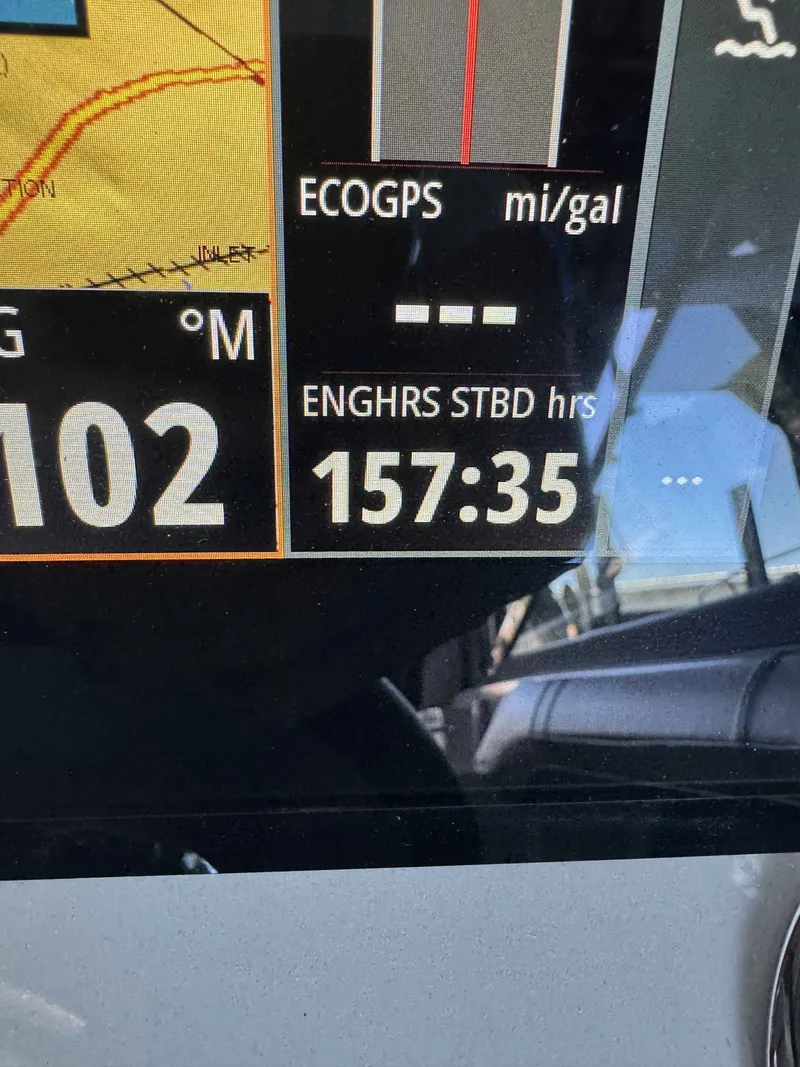 TION
INLET
G °M
102
ECOGPS mi/gal
---
ENGHRS STBD hrs
157:35
...